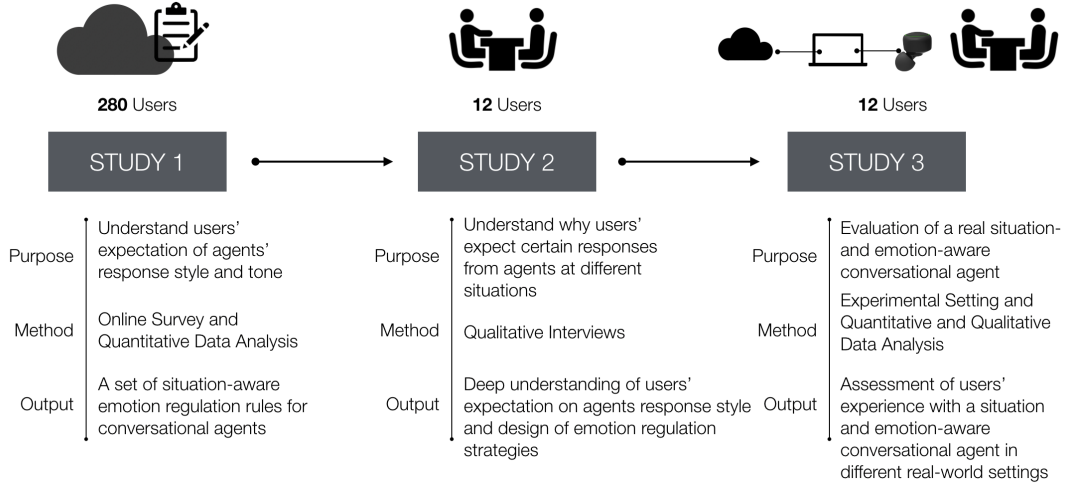 280 Users
STUDY 1
Purpose
Understand users'
expectation of agents'
response style and tone
Method
Online Survey and
Quantitative Data Analysis
Output
A set of situation-aware
emotion regulation rules for
conversational agents
12 Users
STUDY 2
Purpose
Understand why users'
expect certain responses
from agents at different
situations
Method
Qualitative Interviews
Output
Deep understanding of users'
expectation on agents response style
and design of emotion regulation
strategies
12 Users
STUDY 3
Purpose
Evaluation of a real situation-
and emotion-aware
conversational agent
Method
Experimental Setting and
Quantitative and Qualitative
Data Analysis
Output
Assessment of users'
experience with a situation
and emotion-aware
conversational agent in
different real-world settings